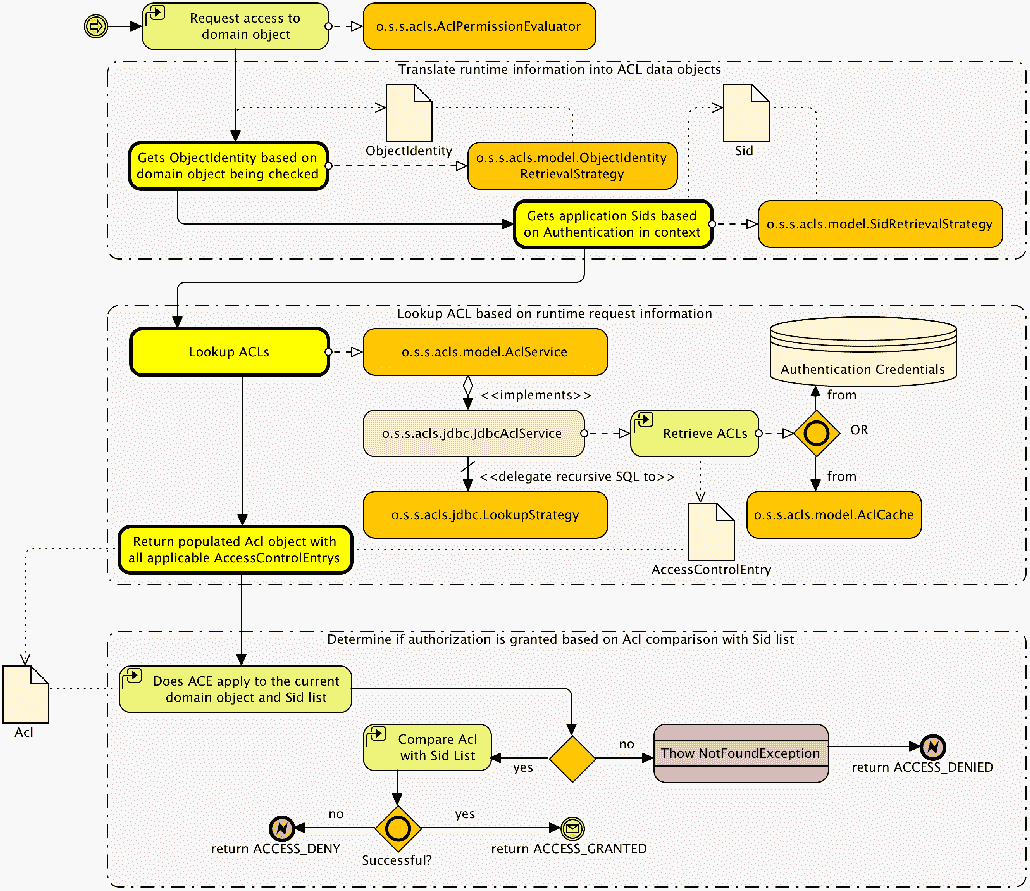 Request access to
domain object
o.s.s.acls.AclPermissionEvaluator
Translate runtime information into ACL data objects
ObjectIdentity
Sid
Gets ObjectIdentity based on
domain object being checked
o.s.s.acls.model.ObjectIdentity
RetrievalStrategy
Gets application Sids based
on Authentication in context
o.s.s.acls.model.SidRetrievalStrategy
Lookup ACL based on runtime request information
Lookup ACLs
o.s.s.acls.model.AclService
Authentication Credentials
<<implements>>
from
o.s.s.acls.jdbc.JdbcAclService
Retrieve ACLs
OR
<<delegate recursive SQL to>>
from
o.s.s.acls.jdbc.LookupStrategy
o.s.s.acls.model.AclCache
Return populated Acl object with
all applicable AccessControlEntrys
AccessControlEntry
Determine if authorization is granted based on Acl comparison with Sid list
Does ACE apply to the current
domain object and Sid list
Acl
Compare Acl
with Sid List
yes
no
Thow NotFoundException
return ACCESS_DENIED
no
yes
return ACCESS_DENY
Successful?
return ACCESS_GRANTED